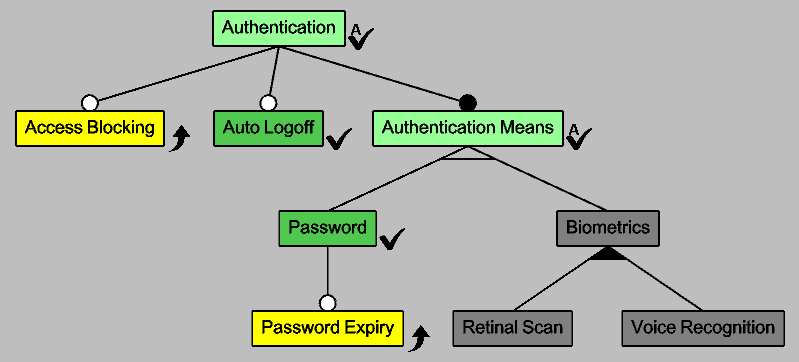 Authentication A
Access Blocking Auto Logoff Authentication Means A
Password Biometrics
Password Expiry Retinal Scan Voice Recognition